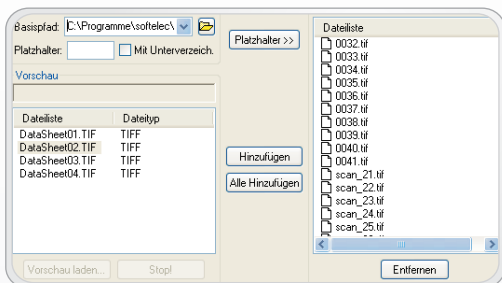 Basispfad: C:\Programme\softelec\
Platzhalter: Mit Unterverzeich.
Vorschau
Dateiliste Dateityp
DataSheet01.TIF TIFF
DataSheet02.TIF TIFF
DataSheet03.TIF TIFF
DataSheet04.TIF TIFF
Vorschau laden... Stop!
Platzhalter >>
Hinzufügen
Alle Hinzufügen
Dateiliste
0032.tif
0033.tif
0034.tif
0035.tif
0036.tif
0037.tif
0038.tif
0039.tif
0040.tif
0041.tif
scan_21.tif
scan_22.tif
scan_23.tif
scan_24.tif
scan_25.tif
Entfernen